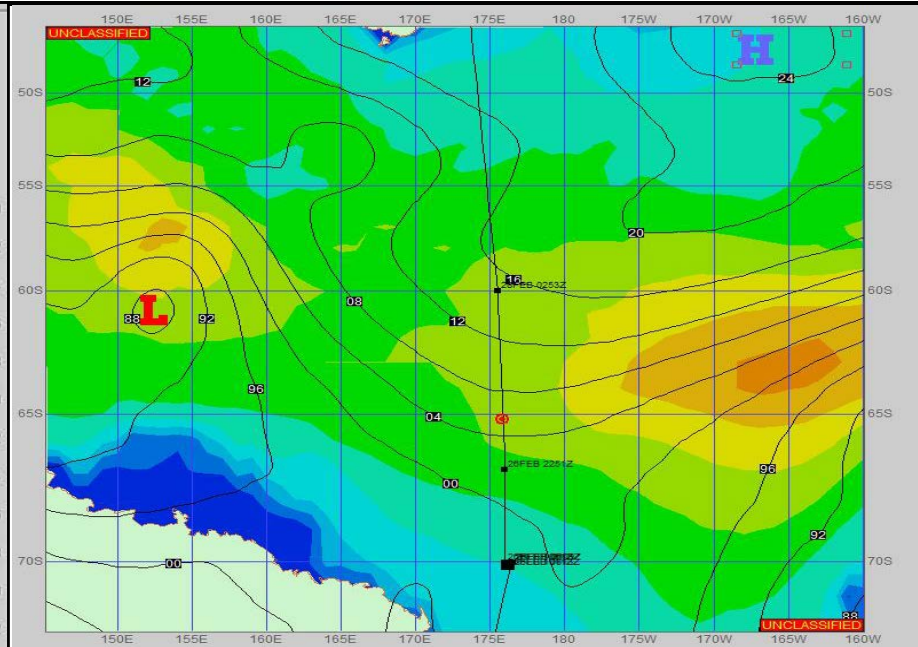 150E 155E 160E 165E 170E 175E 180 175W 170W 165W 160W
UNCLASSIFIED
H
12
24
50S 50S
55S 55S
20
16
60S 60S
FEB 0253Z
L
88 92
08
12
96
04
65S 65S
26FEB 2251Z
96
00
92
70S 70S
00
88
UNCLASSIFIED
150E 155E 160E 165E 170E 175E 180 175W 170W 165W 160W